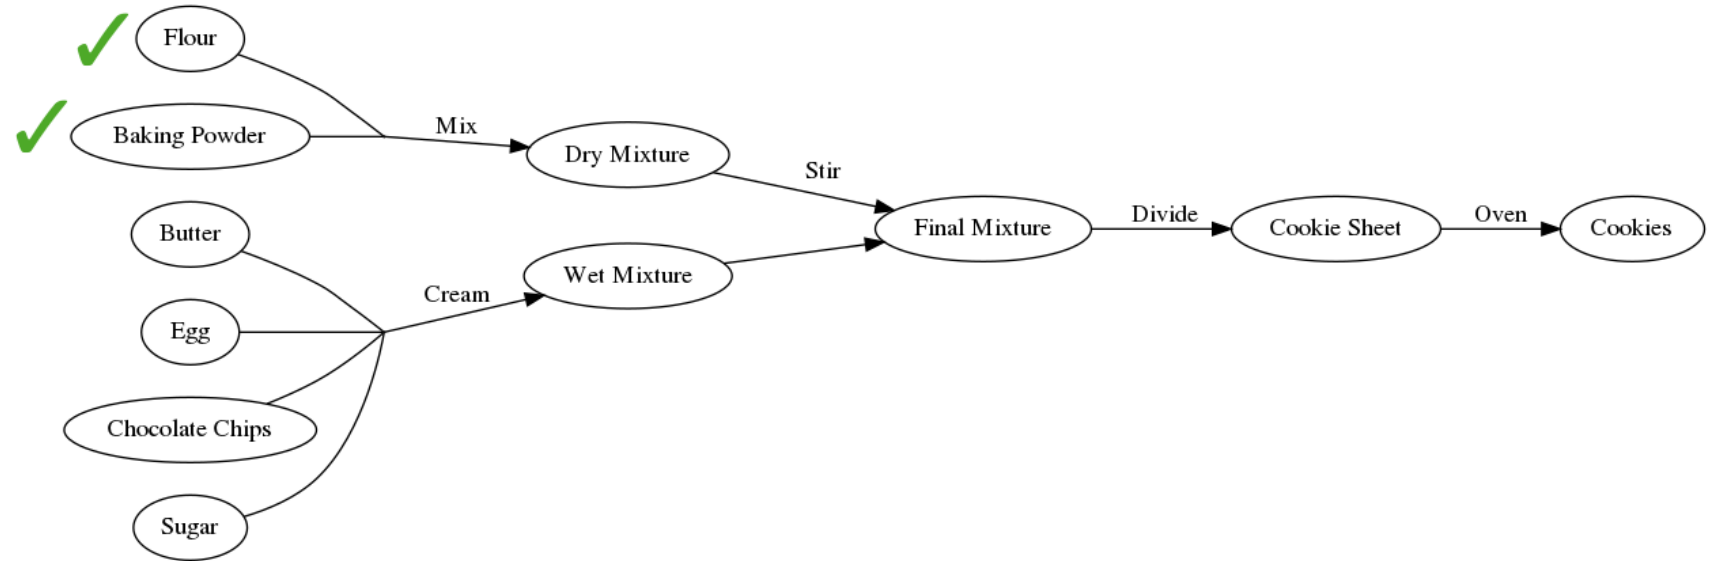 Flour
Baking Powder
Mix
Dry Mixture
Stir
Butter
Final Mixture
Divide
Cookie Sheet
Oven
Cookies
Wet Mixture
Cream
Egg
Chocolate Chips
Sugar